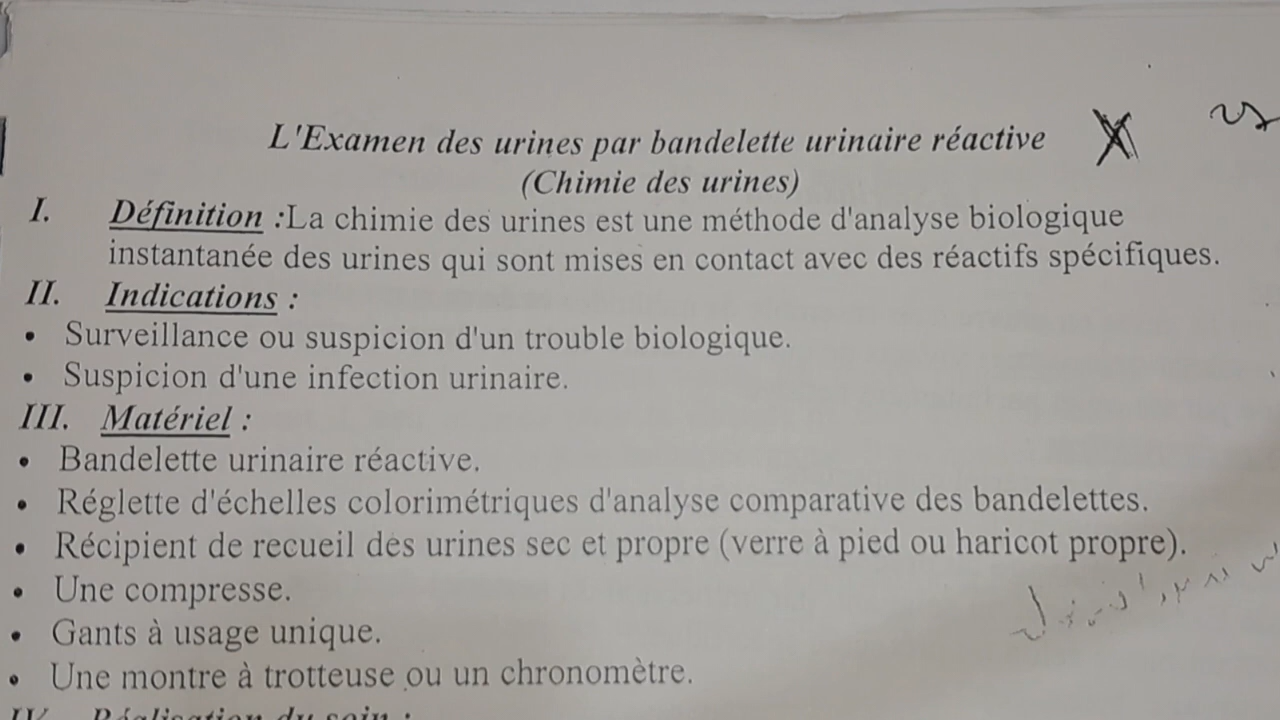 L'Examen des urines par bandelette urinaire réactive
(Chimie des urines)
I. Définition :La chimie des urines est une méthode d'analyse biologique
instantanée des urines qui sont mises en contact avec des réactifs spécifiques.
II. Indications :
• Surveillance ou suspicion d'un trouble biologique.
• Suspicion d'une infection urinaire.
III. Matériel :
• Bandelette urinaire réactive.
• Réglette d'échelles colorimétriques d'analyse comparative des bandelettes.
• Récipient de recueil des urines sec et propre (verre à pied ou haricot propre).
• Une compresse.
• Gants à usage unique.
• Une montre à trotteuse ou un chronomètre.
IV. Réalisation du soin :